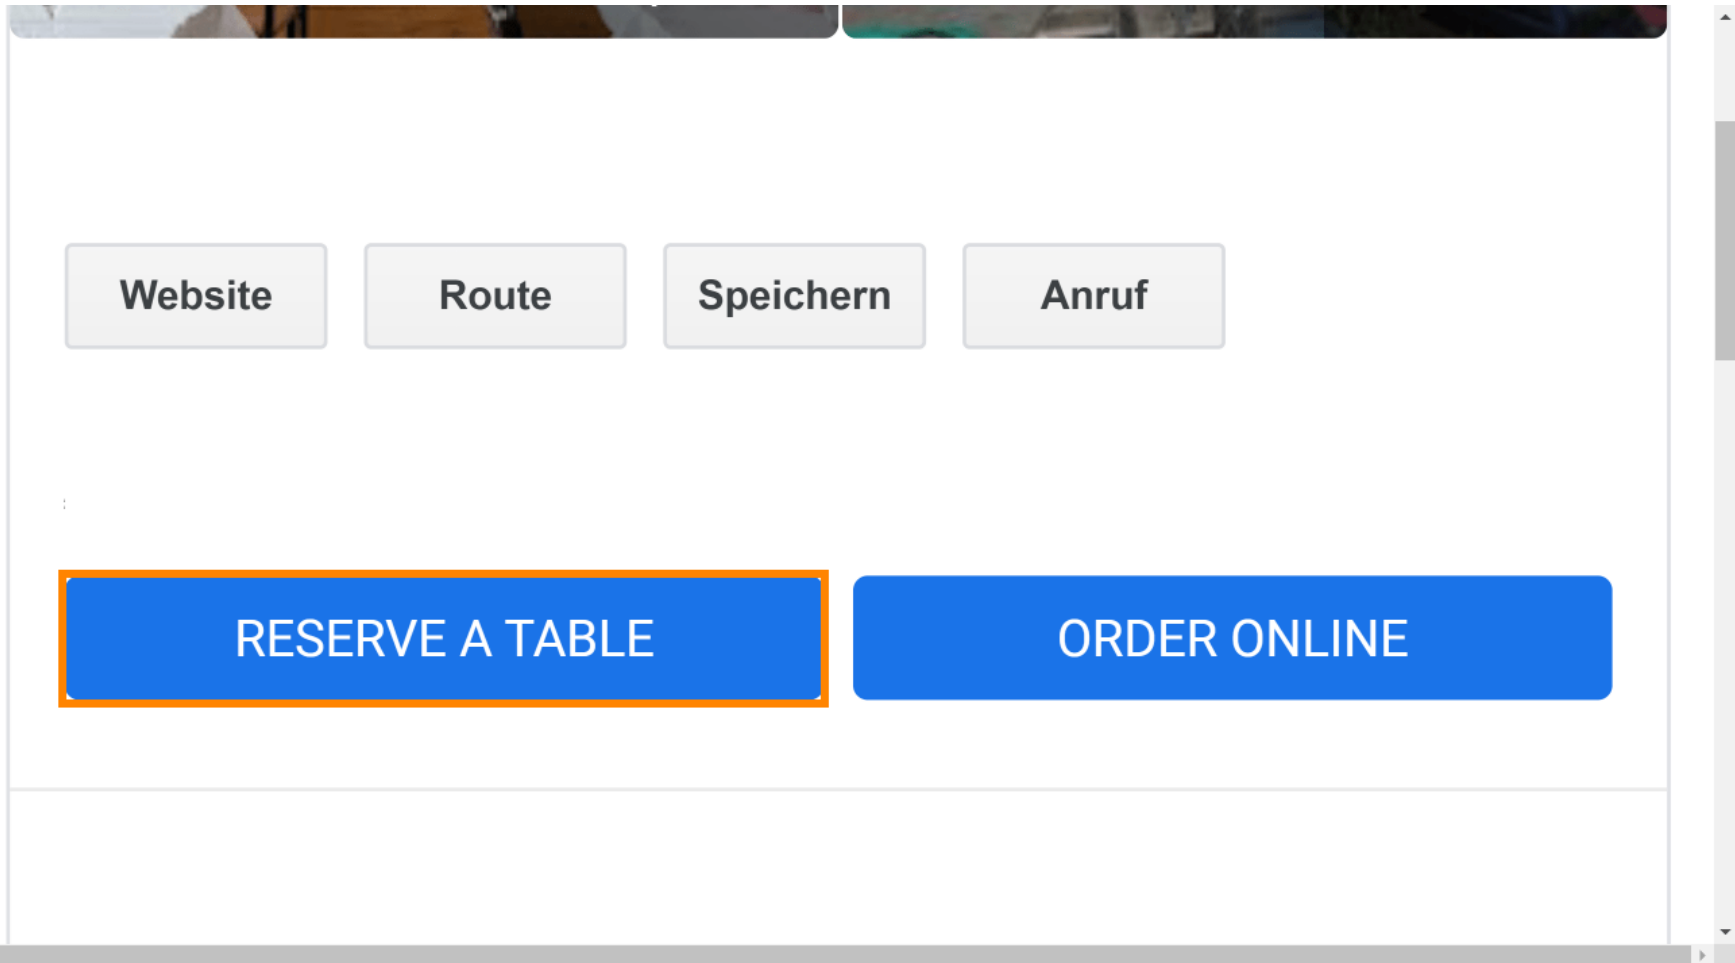 Website
Route
Speichern
Anruf
RESERVE A TABLE
ORDER ONLINE